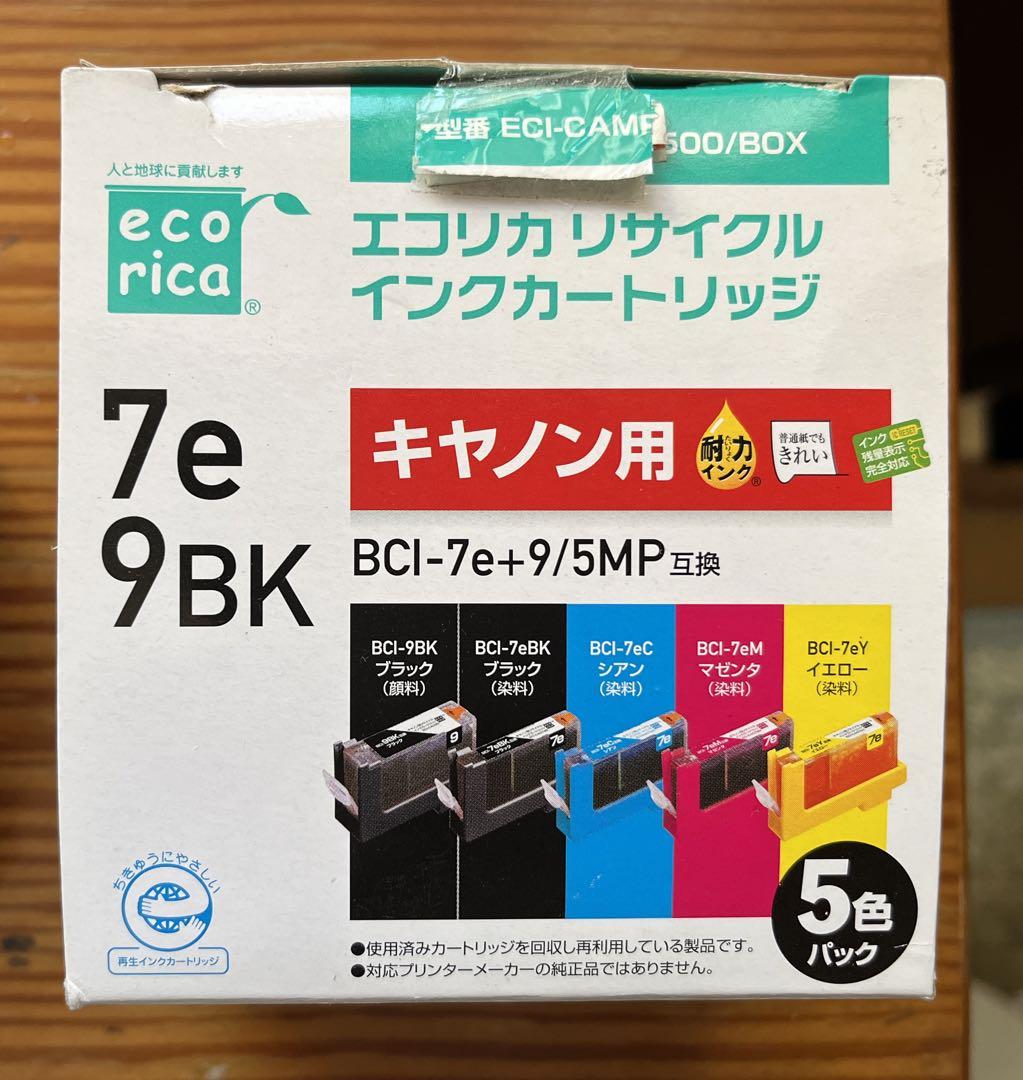 型番 ECI-CAMP
500/BOX
人と地球に貢献します
eco
rica®
エコリカ リサイクル
インクカートリッジ
7e
9BK
キヤノン用
耐力
インク®
普通紙でも
きれい
インク
残量表示
完全対応
BCI-7e+9/5MP互換
BCI-9BK
ブラック
(顔料)
BCI-7eBK
ブラック
(染料)
BCI-7eC
シアン
(染料)
BCI-7eM
マゼンタ
(染料)
BCI-7eY
イエロー
(染料)
9
7e
7e
7e
7e
5色
パック
ちきゅうにやさしい
再生インクカートリッジ
●使用済みカートリッジを回収し再利用している製品です。
●対応プリンターメーカーの純正品ではありません。